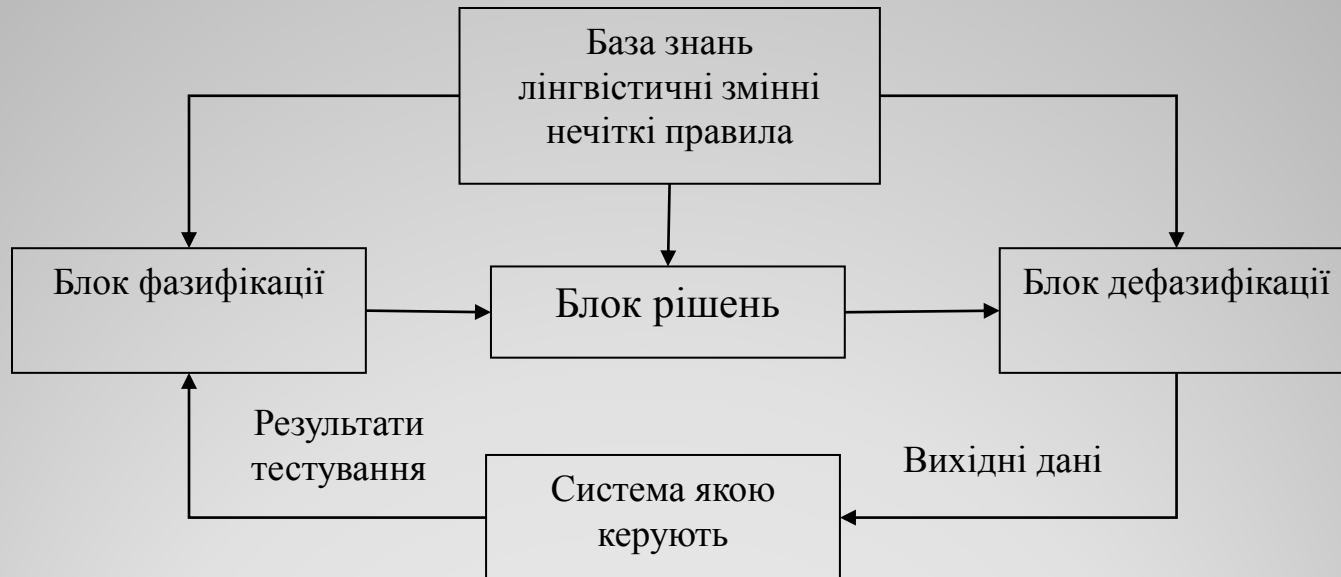 База знань
лінгвістичні змінні
нечіткі правила
Блок фазифікації
Блок рішень
Блок дефазифікації
Результати
тестування
Вихідні дані
Система якою
керують